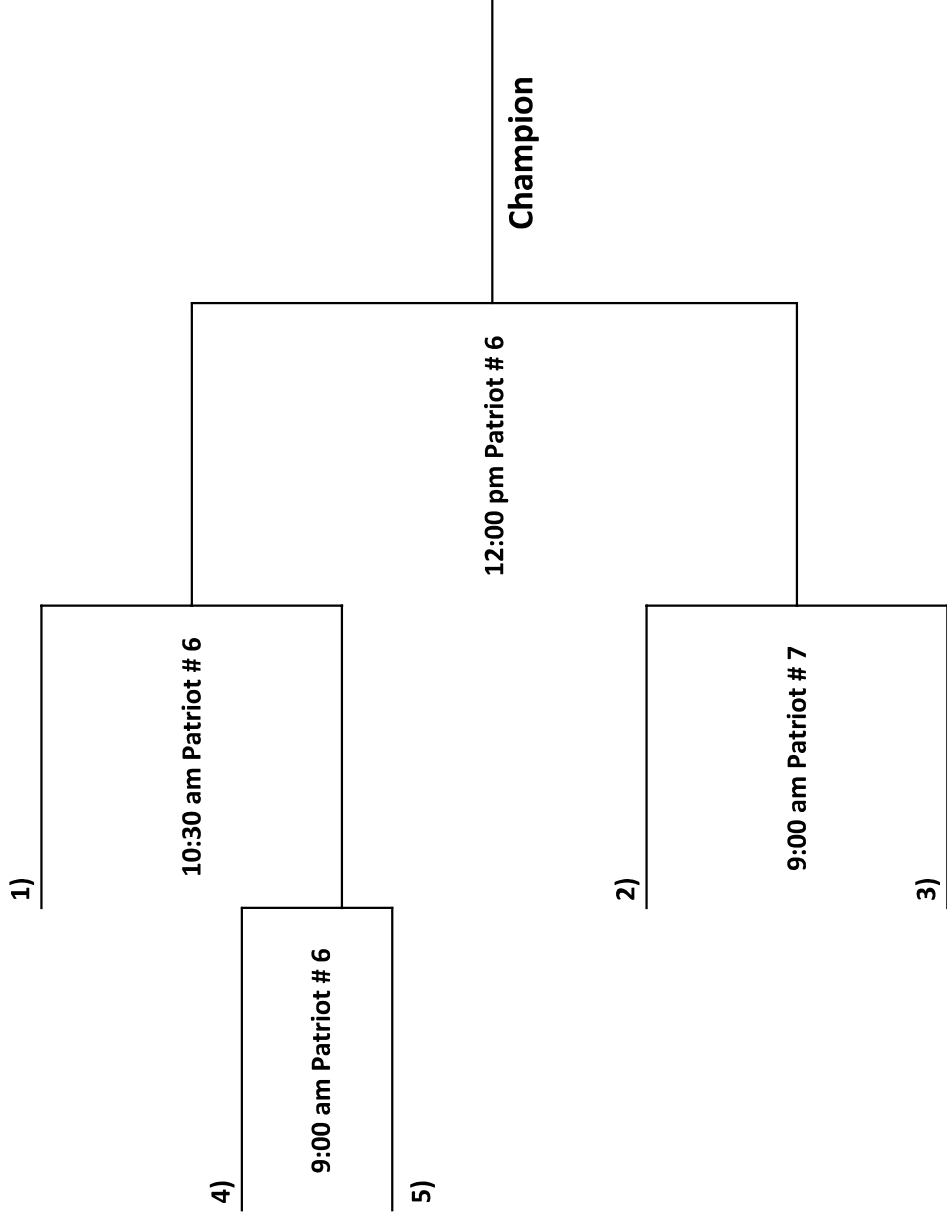 1)
10:30 am Patriot # 6
4)
9:00 am Patriot # 6
5)
12:00 pm Patriot # 6
Champion
2)
9:00 am Patriot # 7
3)